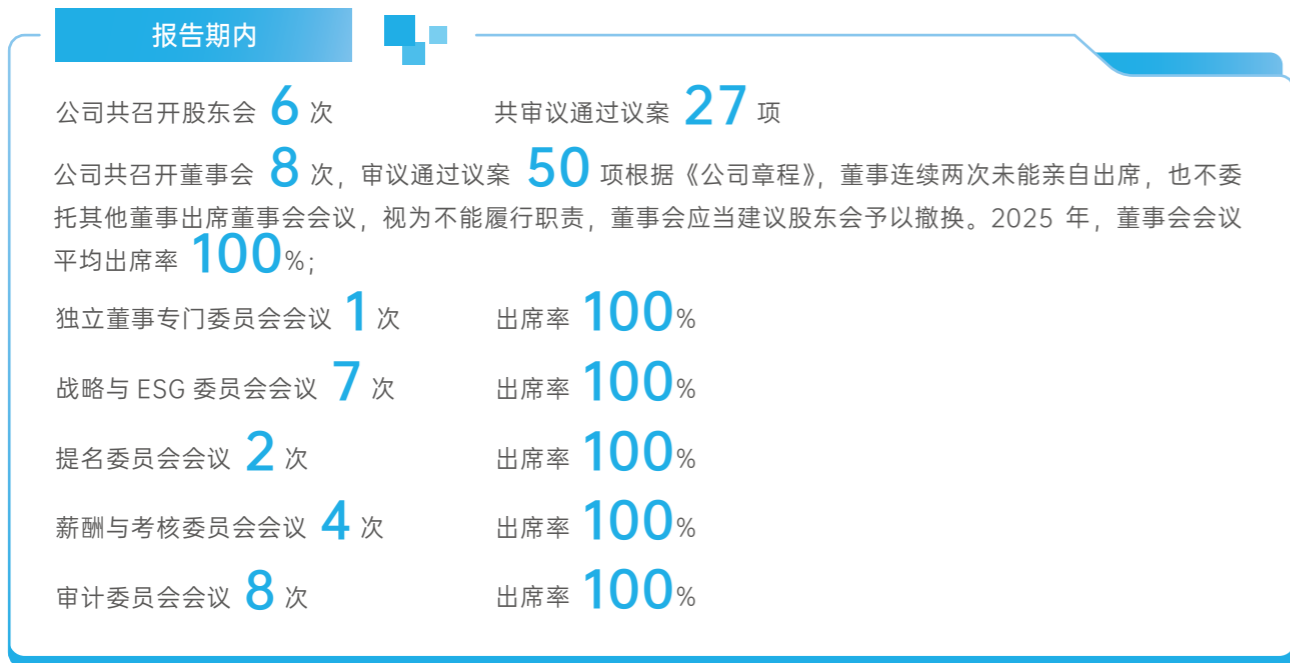 报告期内
公司共召开股东会 6 次 共审议通过议案 27 项
公司共召开董事会 8 次，审议通过议案 50 项根据《公司章程》，董事连续两次未能亲自出席，也不委
托其他董事出席董事会会议，视为不能履行职责，董事会应当建议股东会予以撤换。2025 年，董事会会议
平均出席率 100%；
独立董事专门委员会会议 1 次 出席率 100%
战略与 ESG 委员会会议 7 次 出席率 100%
提名委员会会议 2 次 出席率 100%
薪酬与考核委员会会议 4 次 出席率 100%
审计委员会会议 8 次 出席率 100%